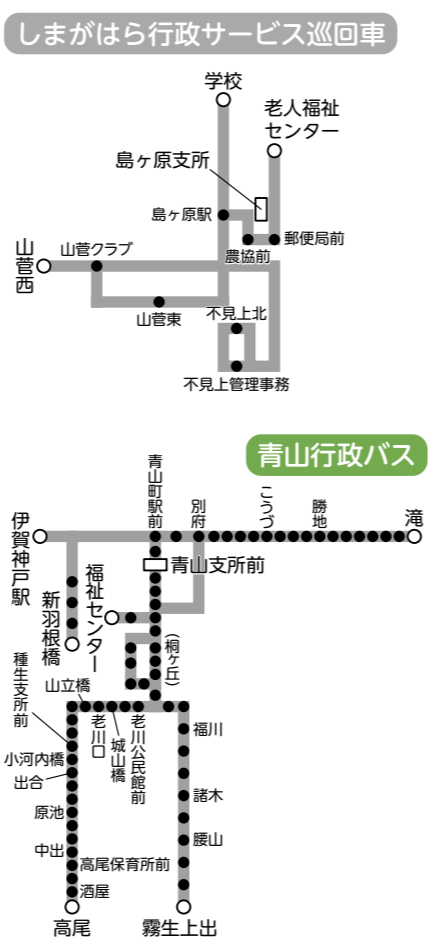 しまがはら行政サービス巡回車
学校
老人福祉
センター
島ヶ原支所
島ヶ原駅
郵便局前
農協前
山菅西
山菅クラブ
山菅東
不見上北
不見上管理事務
青山行政バス
青山町駅前
別府
こうづ
勝地
滝
伊賀神戸駅
青山支所前
福祉センター
新羽根橋
(桐ヶ丘)
種生支所前
山立橋
老川口
城山橋
老川公民館前
福川
小河内橋
出合
諸木
原池
腰山
中出
高尾保育所前
酒屋
高尾
霧生上出